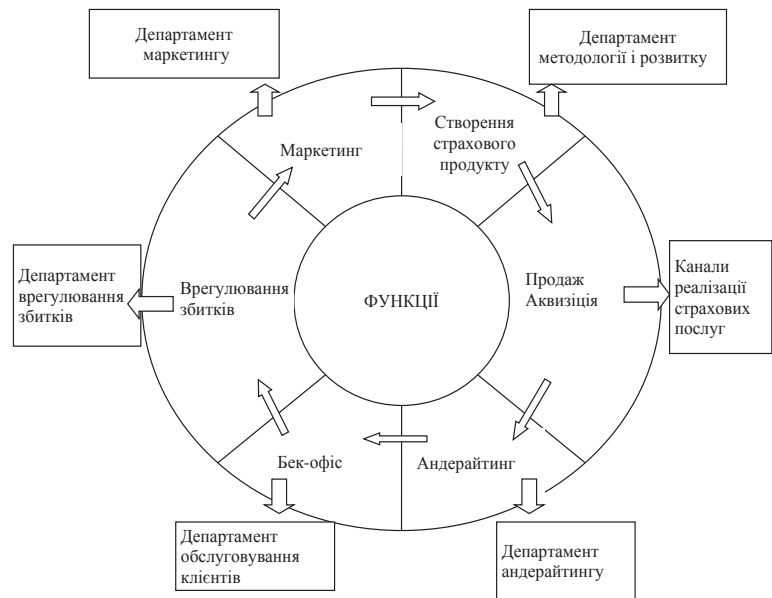 Департамент
маркетингу
Департамент
методології і розвитку
Створення
страхового
продукту
Маркетинг
Департамент
врегулювання
збитків
Врегулювання
збитків
ФУНКЦІЇ
Продаж
Аквизіція
Канали
реалізації
страхових
послуг
Бек-офіс
Андерайтинг
Департамент
обслуговування
клієнтів
Департамент
андерайтингу